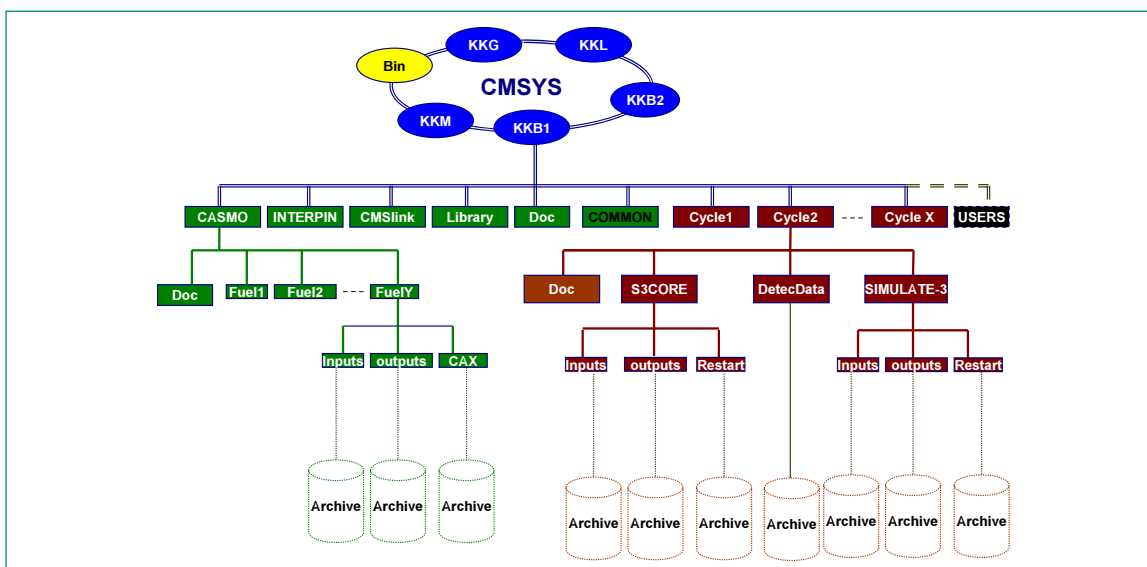 KKG
KKL
Bin
CMSYS
KKB2
KKM
KKB1
CASMO
INTERPIN
CMSlink
Library
Doc
COMMON
Cycle1
Cycle2
Cycle X
USERS
Doc
Fuel1
Fuel2
FuelY
Doc
S3CORE
DetecData
SIMULATE-3
Inputs
outputs
CAX
Inputs
outputs
Restart
Inputs
outputs
Restart
Archive
Archive
Archive
Archive
Archive
Archive
Archive
Archive
Archive
Archive